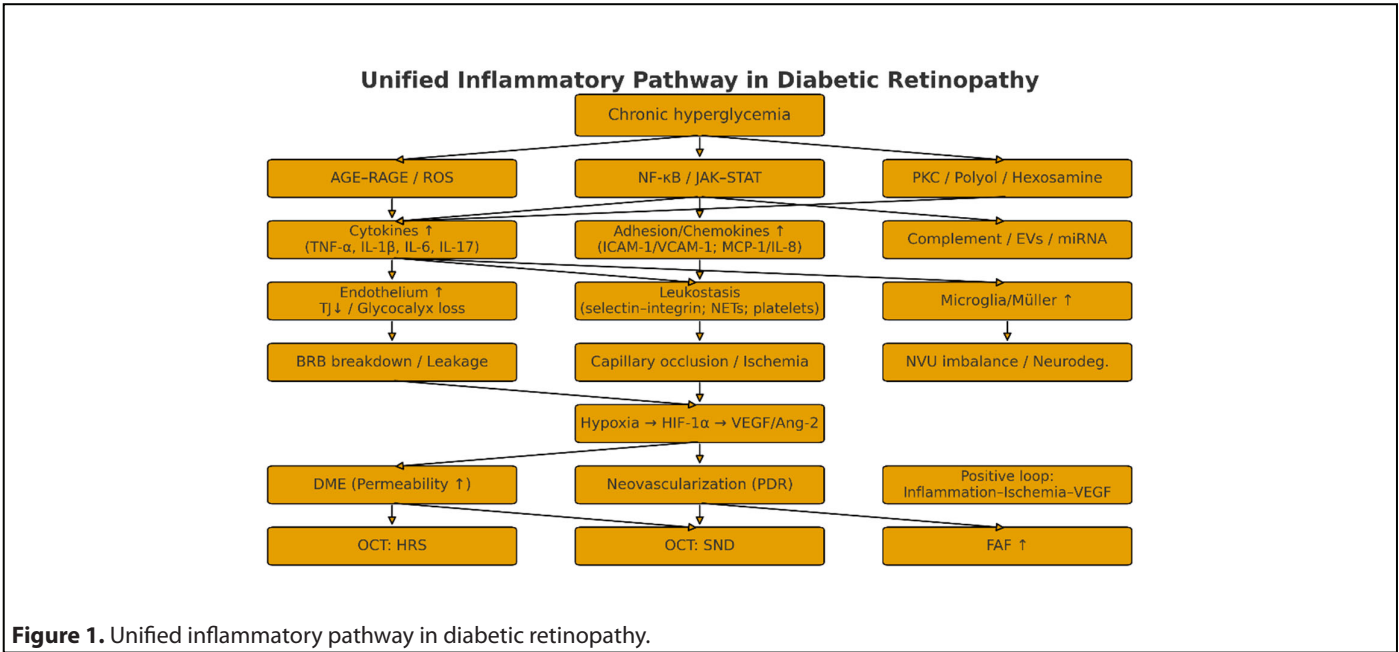 Unified Inflammatory Pathway in Diabetic Retinopathy
Chronic hyperglycemia
AGE–RAGE / ROS
NF-κB / JAK–STAT
PKC / Polyol / Hexosamine
Cytokines ↑
(TNF-α, IL-1β, IL-6, IL-17)
Adhesion/Chemokines ↑
(ICAM-1/VCAM-1; MCP-1/IL-8)
Complement / EVs / miRNA
Endothelium ↑
TJ↓ / Glycocalyx loss
Leukostasis
(selectin–integrin; NETs; platelets)
Microglia/Müller ↑
BRB breakdown / Leakage
Capillary occlusion / Ischemia
NVU imbalance / Neurodeg.
Hypoxia → HIF-1α → VEGF/Ang-2
DME (Permeability ↑)
Neovascularization (PDR)
Positive loop:
Inflammation–Ischemia–VEGF
OCT: HRS
OCT: SND
FAF ↑
Figure 1. Unified inflammatory pathway in diabetic retinopathy.